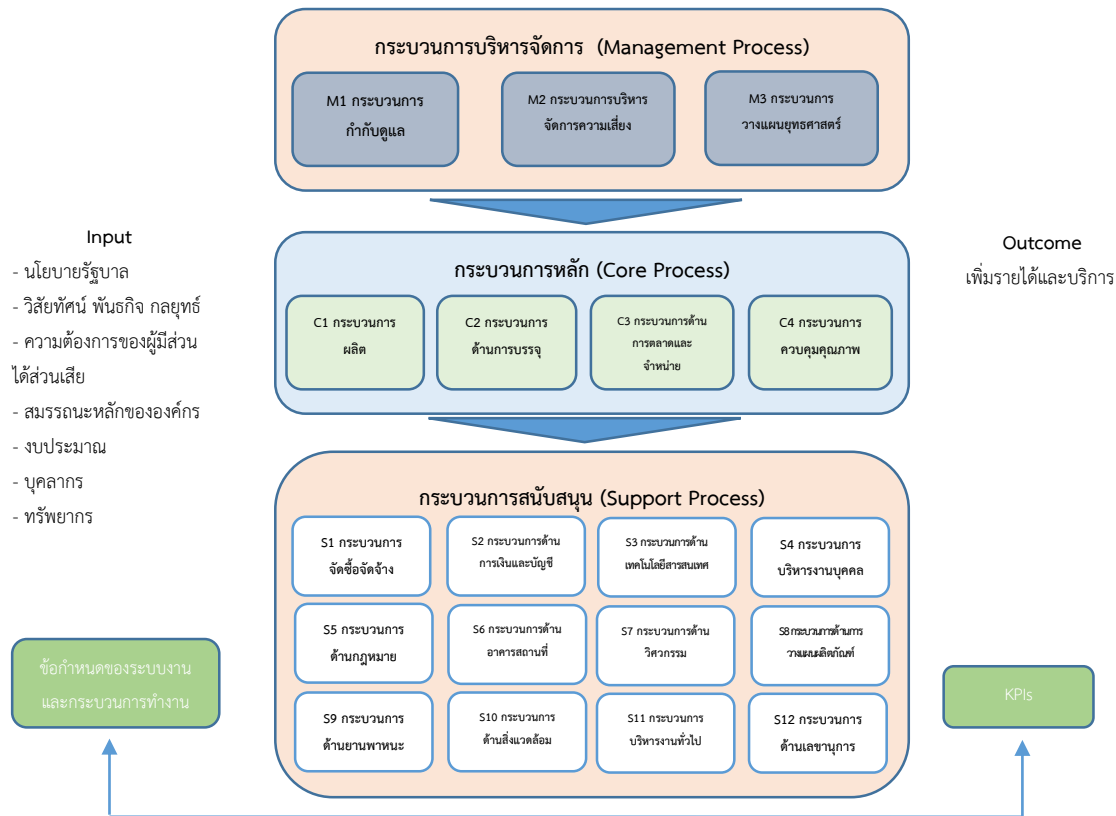 กระบวนการบริหารจัดการ (Management Process)
M1 กระบวนการ
กำกับดูแล
M2 กระบวนการบริหาร
จัดการความเสี่ยง
M3 กระบวนการ
วางแผนยุทธศาสตร์
Input
- นโยบายรัฐบาล
- วิสัยทัศน์ พันธกิจ กลยุทธ์
- ความต้องการของผู้มีส่วน
ได้ส่วนเสีย
- สมรรถนะหลักขององค์กร
- งบประมาณ
- บุคลากร
- ทรัพยากร
กระบวนการหลัก (Core Process)
C1 กระบวนการ
ผลิต
C2 กระบวนการ
ด้านการบรรจุ
C3 กระบวนการด้าน
การตลาดและ
จำหน่าย
C4 กระบวนการ
ควบคุมคุณภาพ
Outcome
เพิ่มรายได้และบริการ
กระบวนการสนับสนุน (Support Process)
S1 กระบวนการ
จัดซื้อจัดจ้าง
S2 กระบวนการด้าน
การเงินและบัญชี
S3 กระบวนการด้าน
เทคโนโลยีสารสนเทศ
S4 กระบวนการ
บริหารงานบุคคล
S5 กระบวนการ
ด้านกฎหมาย
S6 กระบวนการด้าน
อาคารสถานที่
S7 กระบวนการด้าน
วิศวกรรม
S8 กระบวนการด้านการ
วางแผนผลิตภัณฑ์
S9 กระบวนการ
ด้านยานพาหนะ
S10 กระบวนการ
ด้านสิ่งแวดล้อม
S11 กระบวนการ
บริหารงานทั่วไป
S12 กระบวนการ
ด้านเลขานุการ
ข้อกำหนดของระบบงาน
และกระบวนการทำงาน
KPIs